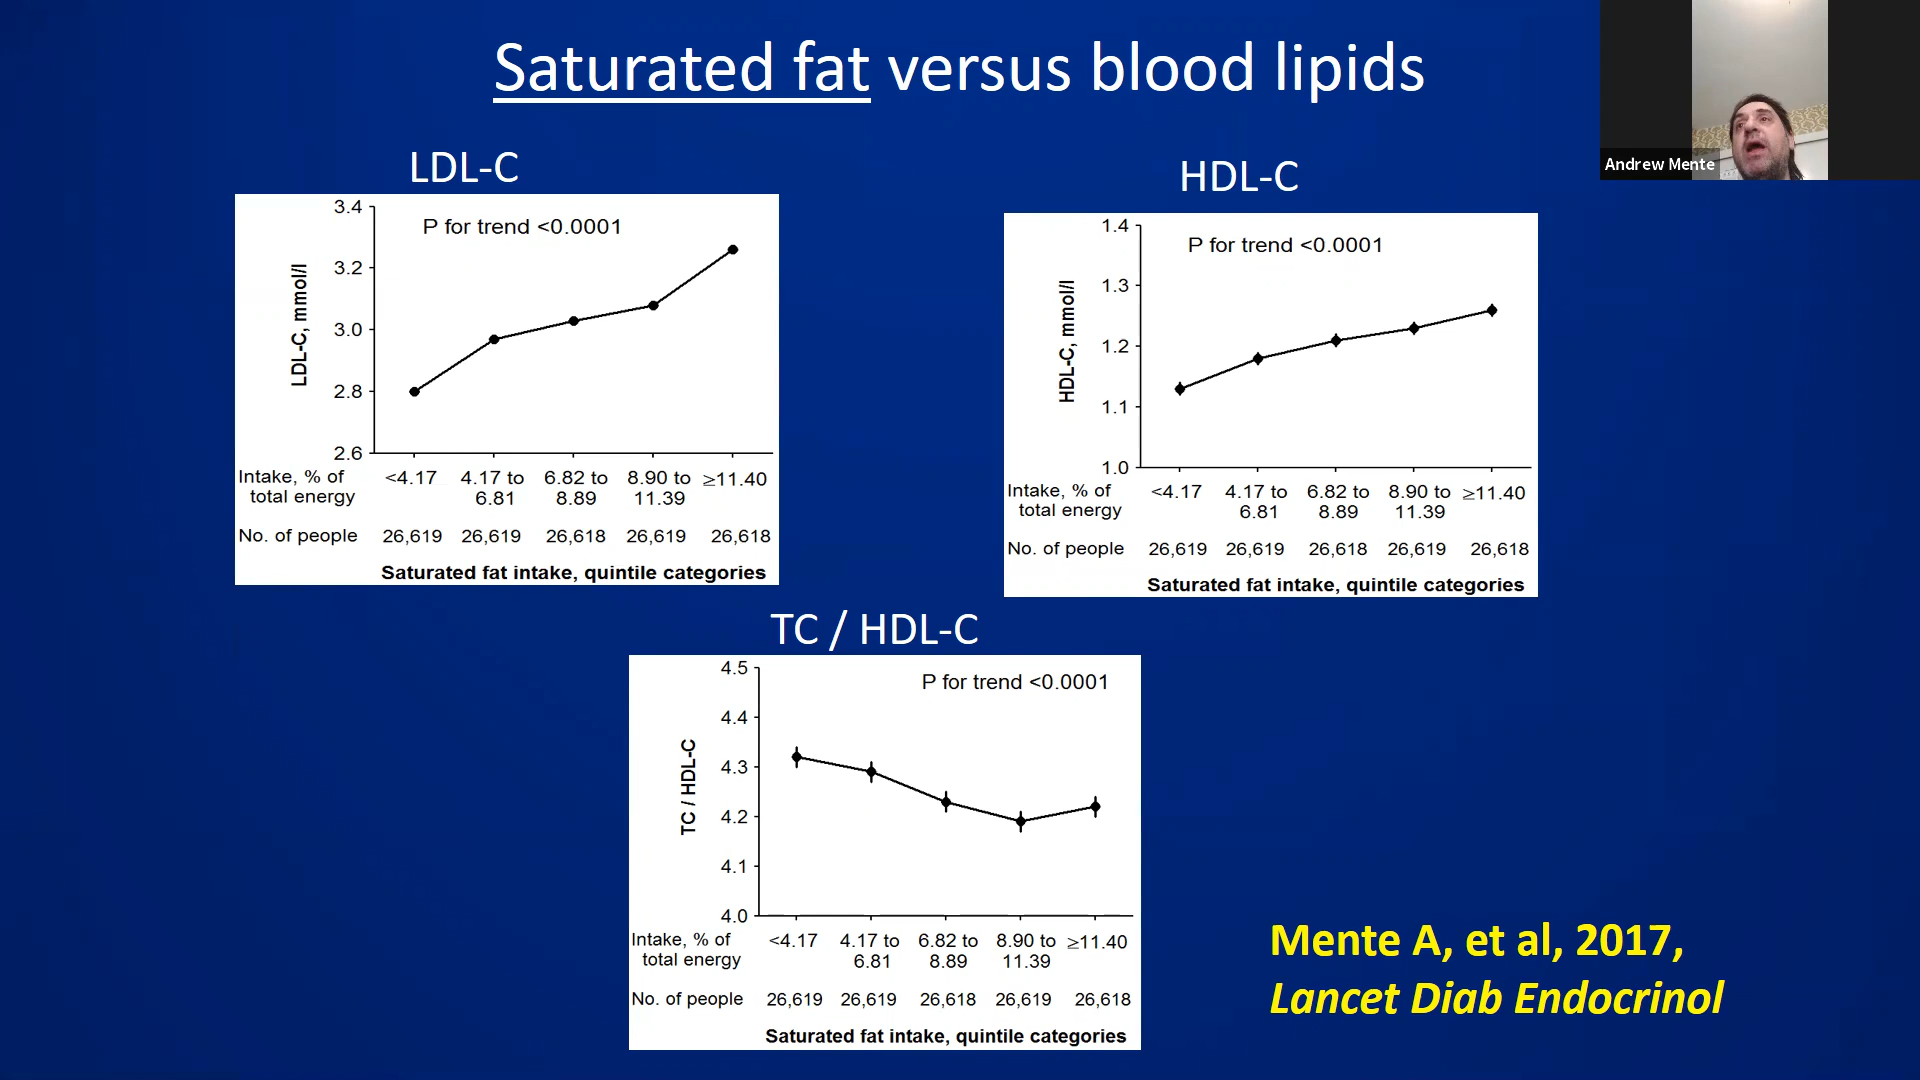 Saturated fat versus blood lipids
Andrew Mente
LDL-C
P for trend <0.0001
LDL-C, mmol/l
3.4
3.2
3.0
2.8
2.6
Intake, % of <4.17 4.17 to 6.82 to 8.90 to ≥11.40
total energy 6.81 8.89 11.39
No. of people 26,619 26,619 26,618 26,619 26,618
Saturated fat intake, quintile categories
HDL-C
P for trend <0.0001
HDL-C, mmol/l
1.4
1.3
1.2
1.1
1.0
Intake, % of <4.17 4.17 to 6.82 to 8.90 to ≥11.40
total energy 6.81 8.89 11.39
No. of people 26,619 26,619 26,618 26,619 26,618
Saturated fat intake, quintile categories
TC / HDL-C
P for trend <0.0001
TC / HDL-C
4.5
4.4
4.3
4.2
4.1
4.0
Intake, % of <4.17 4.17 to 6.82 to 8.90 to ≥11.40
total energy 6.81 8.89 11.39
No. of people 26,619 26,619 26,618 26,619 26,618
Saturated fat intake, quintile categories
Mente A, et al, 2017,
Lancet Diab Endocrinol